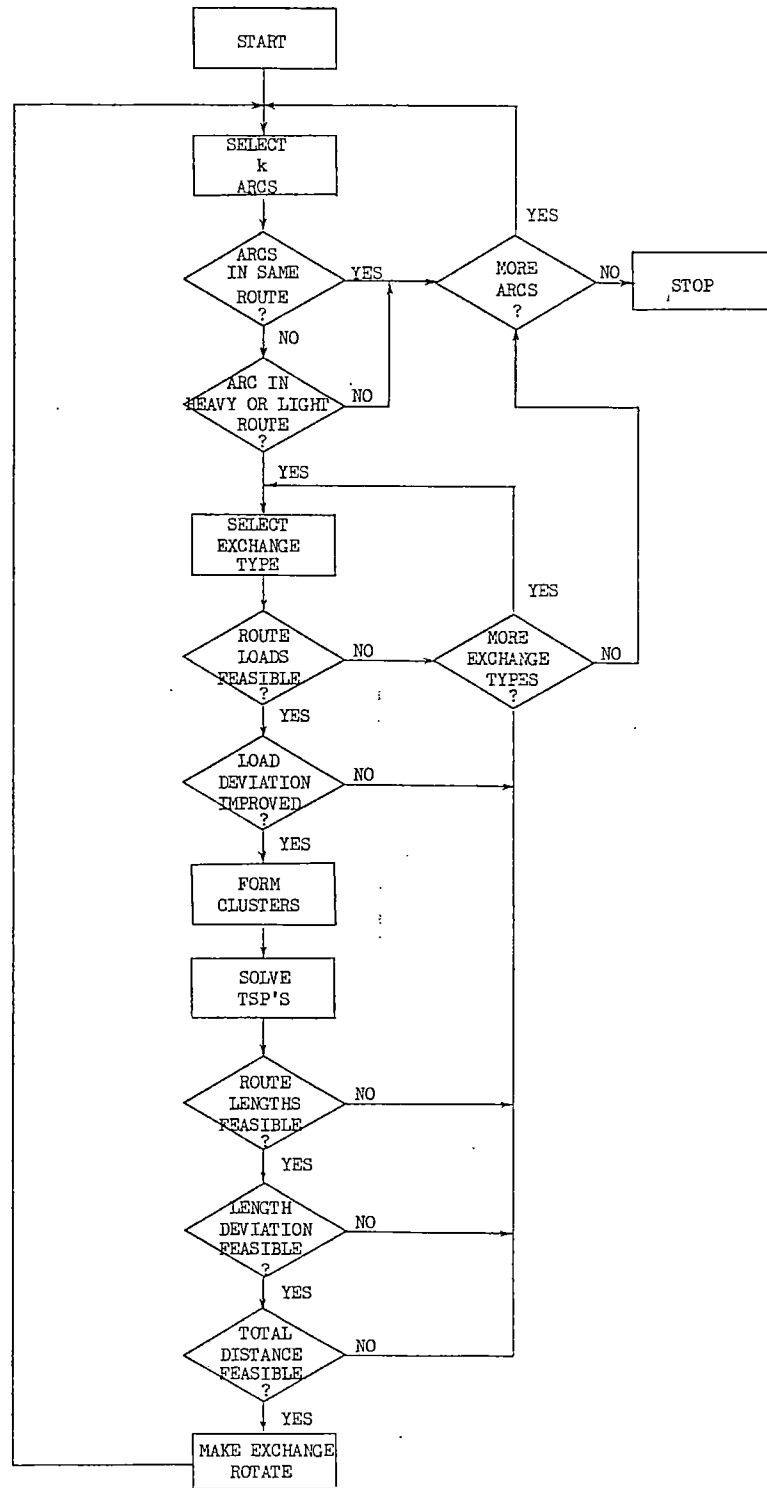 START
SELECT
k
ARCS
YES
ARCS
IN SAME
ROUTE
?
YES
MORE
ARCS
?
NO
STOP
NO
ARC IN
HEAVY OR LIGHT
ROUTE
?
NO
YES
SELECT
EXCHANGE
TYPE
YES
ROUTE
LOADS
FEASIBLE
?
NO
MORE
EXCHANGE
TYPES
?
NO
YES
LOAD
DEVIATION
IMPROVED
?
NO
YES
FORM
CLUSTERS
SOLVE
TSP'S
ROUTE
LENGTHS
FEASIBLE
?
NO
YES
LENGTH
DEVIATION
FEASIBLE
?
NO
YES
TOTAL
DISTANCE
FEASIBLE
?
NO
YES
MAKE EXCHANGE
ROTATE